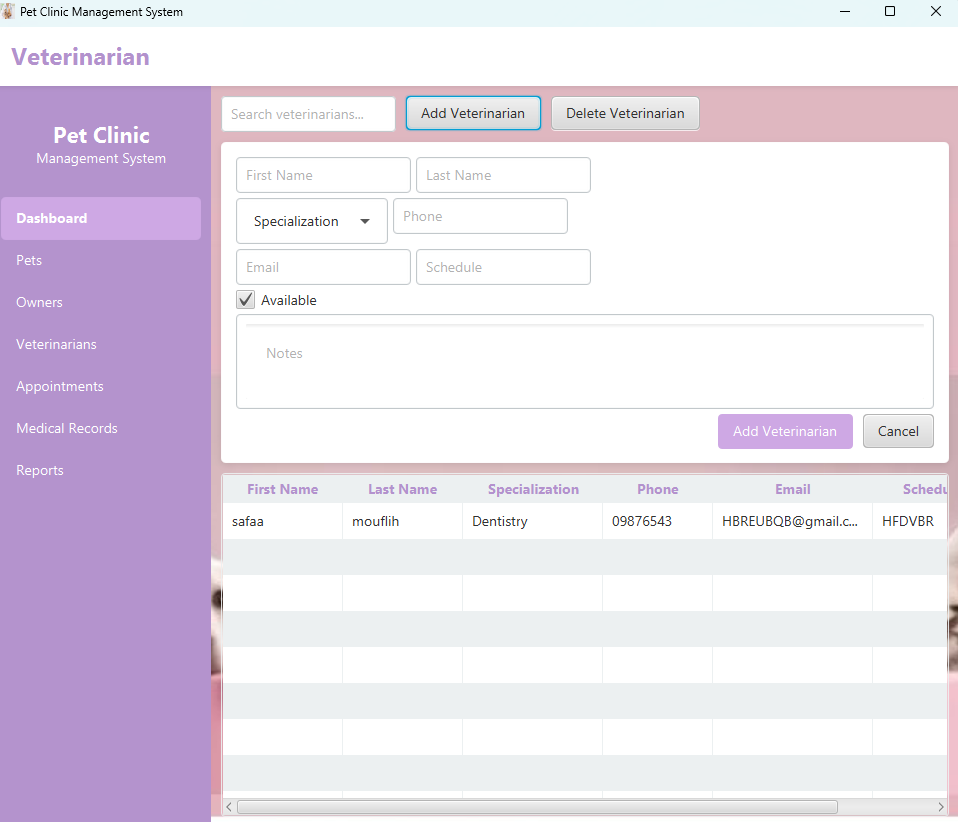 Pet Clinic Management System
Veterinarian
Pet Clinic
Management System
Dashboard
Pets
Owners
Veterinarians
Appointments
Medical Records
Reports
Search veterinarians... Add Veterinarian Delete Veterinarian
First Name Last Name
Specialization Phone
Email Schedule
Available
Notes
Add Veterinarian Cancel
First Name Last Name Specialization Phone Email Schedu
safaa mouflih Dentistry 09876543 HBREUBQB@gmail.c... HFDVBR